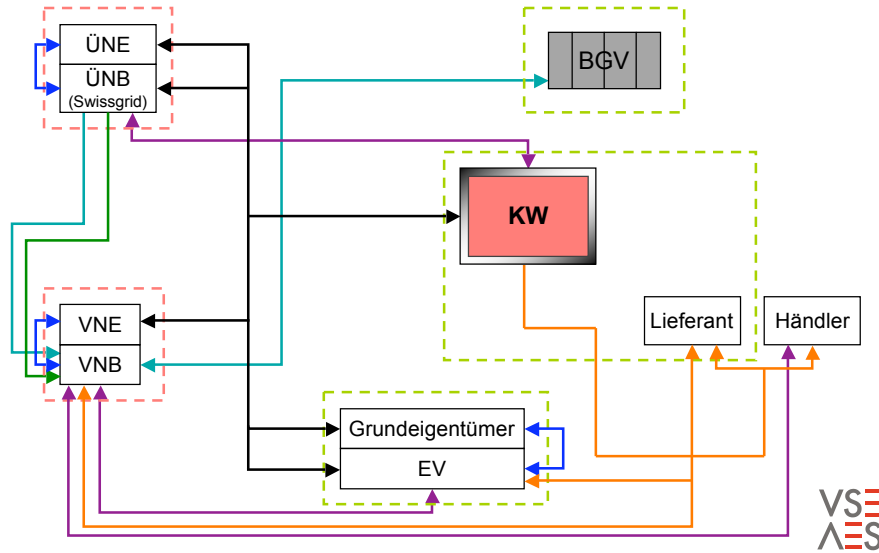 ÜNE
ÜNB
(Swissgrid)
BGV
KW
Lieferant
Händler
VNE
VNB
Grundeigentümer
EV
VSE
AES